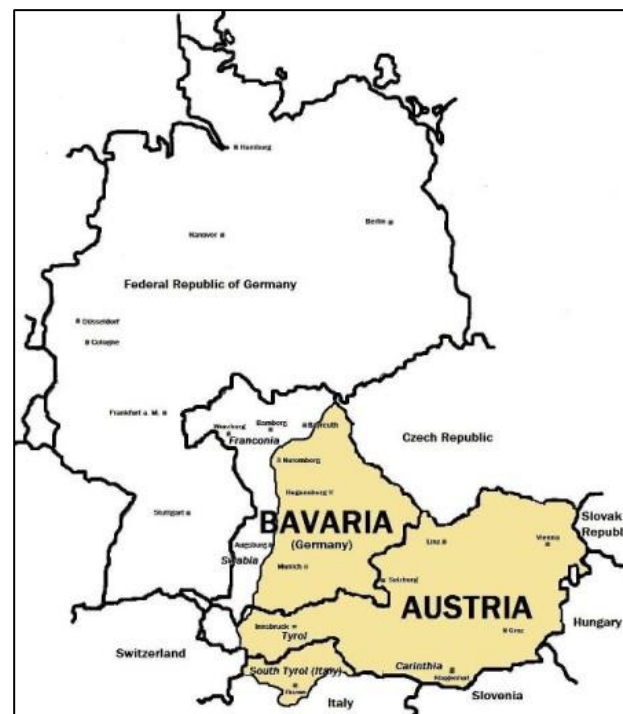 Hamburg
Hanover
Berlin
Federal Republic of Germany
Düsseldorf
Cologne
Frankfurt a. M.
Wurzburg
Bamberg
Bayreuth
Franconia
Czech Republic
Nuremberg
Regensburg
Stuttgart
BAVARIA
(Germany)
Augsburg
Swabia
Munich
Linz
Vienna
Slovak
Republ
Salzburg
AUSTRIA
Innsbruck
Tyrol
Graz
Hungary
Switzerland
South Tyrol (Italy)
Carinthia
Klagenfurt
Italy
Slovenia